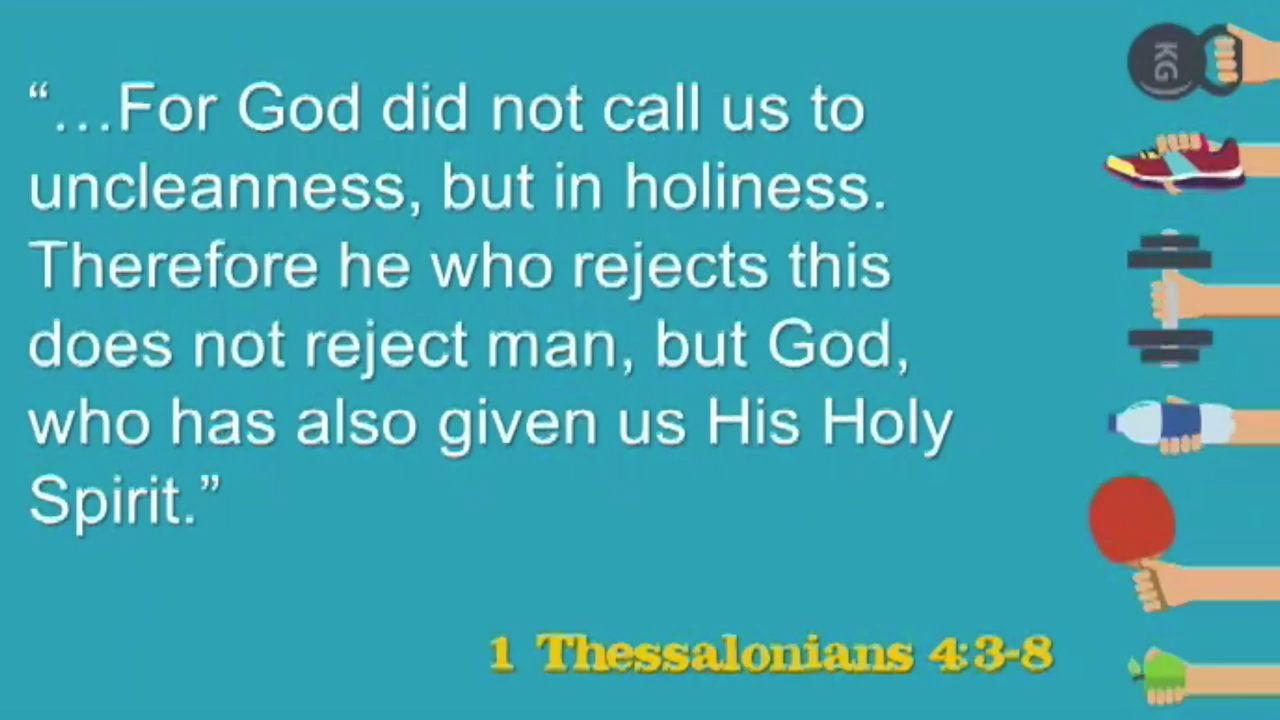 “…For God did not call us to
uncleanness, but in holiness.
Therefore he who rejects this
does not reject man, but God,
who has also given us His Holy
Spirit.”
1 Thessalonians 4:3-8
KG